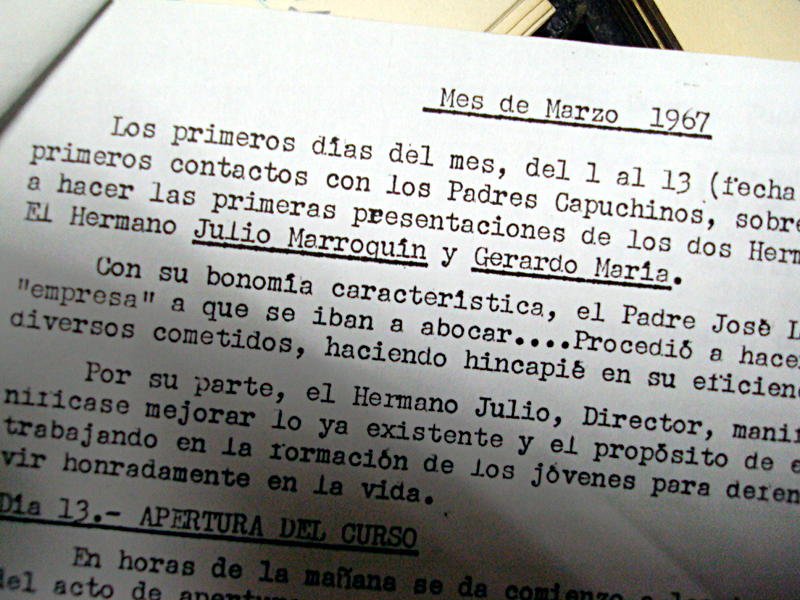 Mes de Marzo 1967
Los primeros días del mes, del 1 al 13 (fecha
primeros contactos con los Padres Capuchinos, sobre
a hacer las primeras presentaciones de los dos Herm
El Hermano Julio Marroquín y Gerardo María.
Con su bonomía característica, el Padre José L
"empresa" a que se iban a abocar....Procedió a hacer
diversos cometidos, haciendo hincapié en su eficien
Por su parte, el Hermano Julio, Director, manif
nificase mejorar lo ya existente y el propósito de e
trabajando en la formación de los jóvenes para defen
vir honradamente en la vida.
Día 13.- APERTURA DEL CURSO
En horas de la mañana se da comienzo a
del acto de